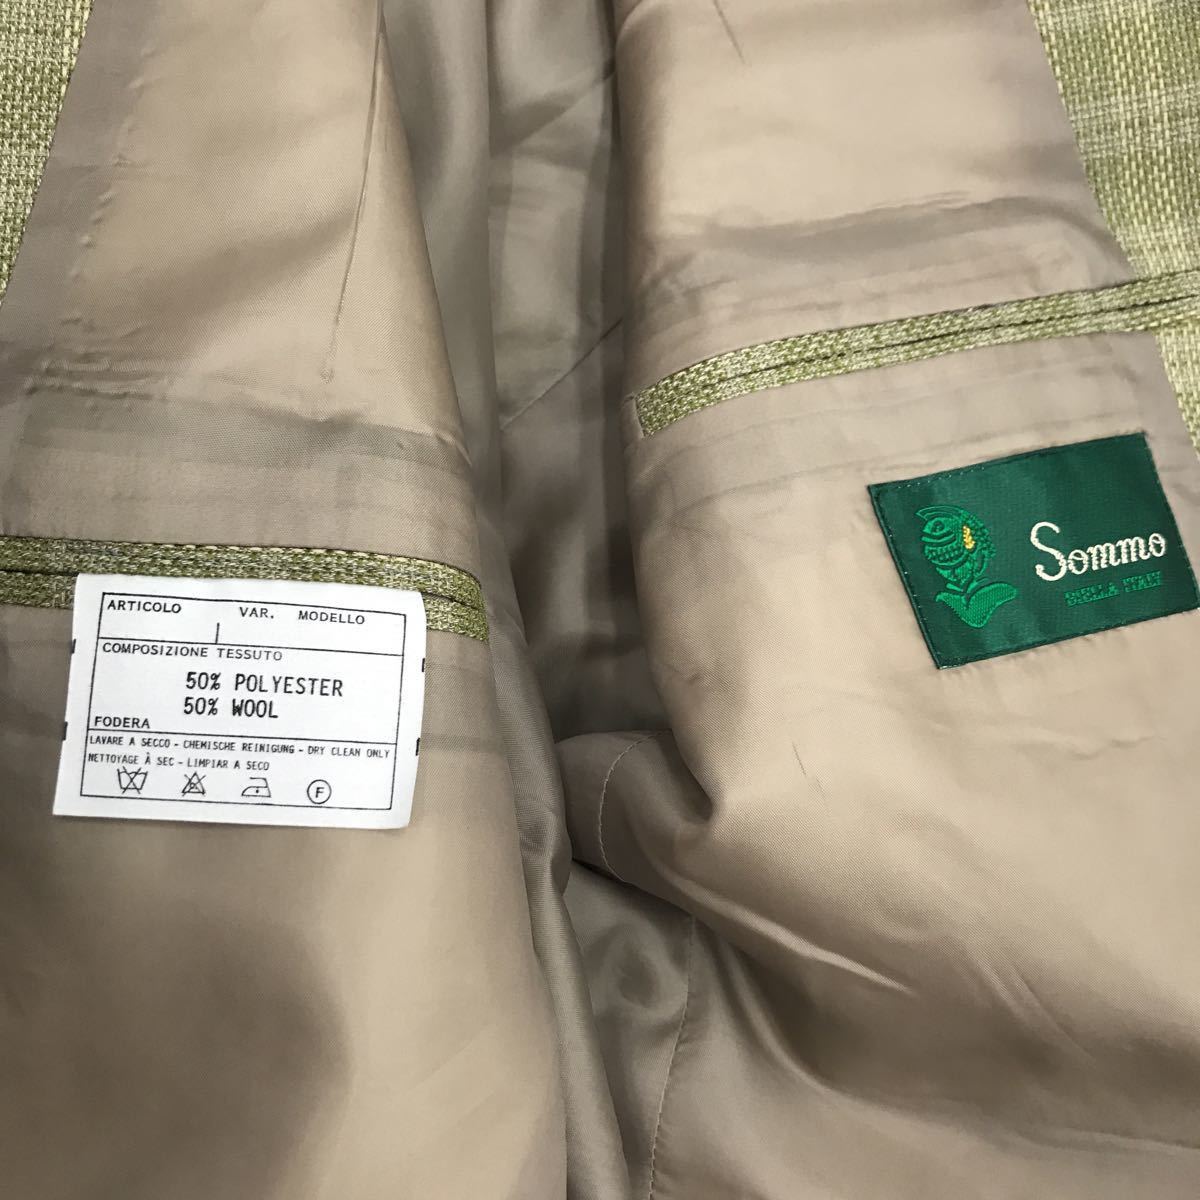 ARTICOLO VAR. MODELLO
COMPOSIZIONE TESSUTO
50% POLYESTER
50% WOOL
FODERA
LAVARE A SECCO - CHEMISCHE REINIGUNG - DRY CLEAN ONLY
NETTOYAGE À SEC - LIMPIAR A SECO
F
Sommo
BIELLA ITALY